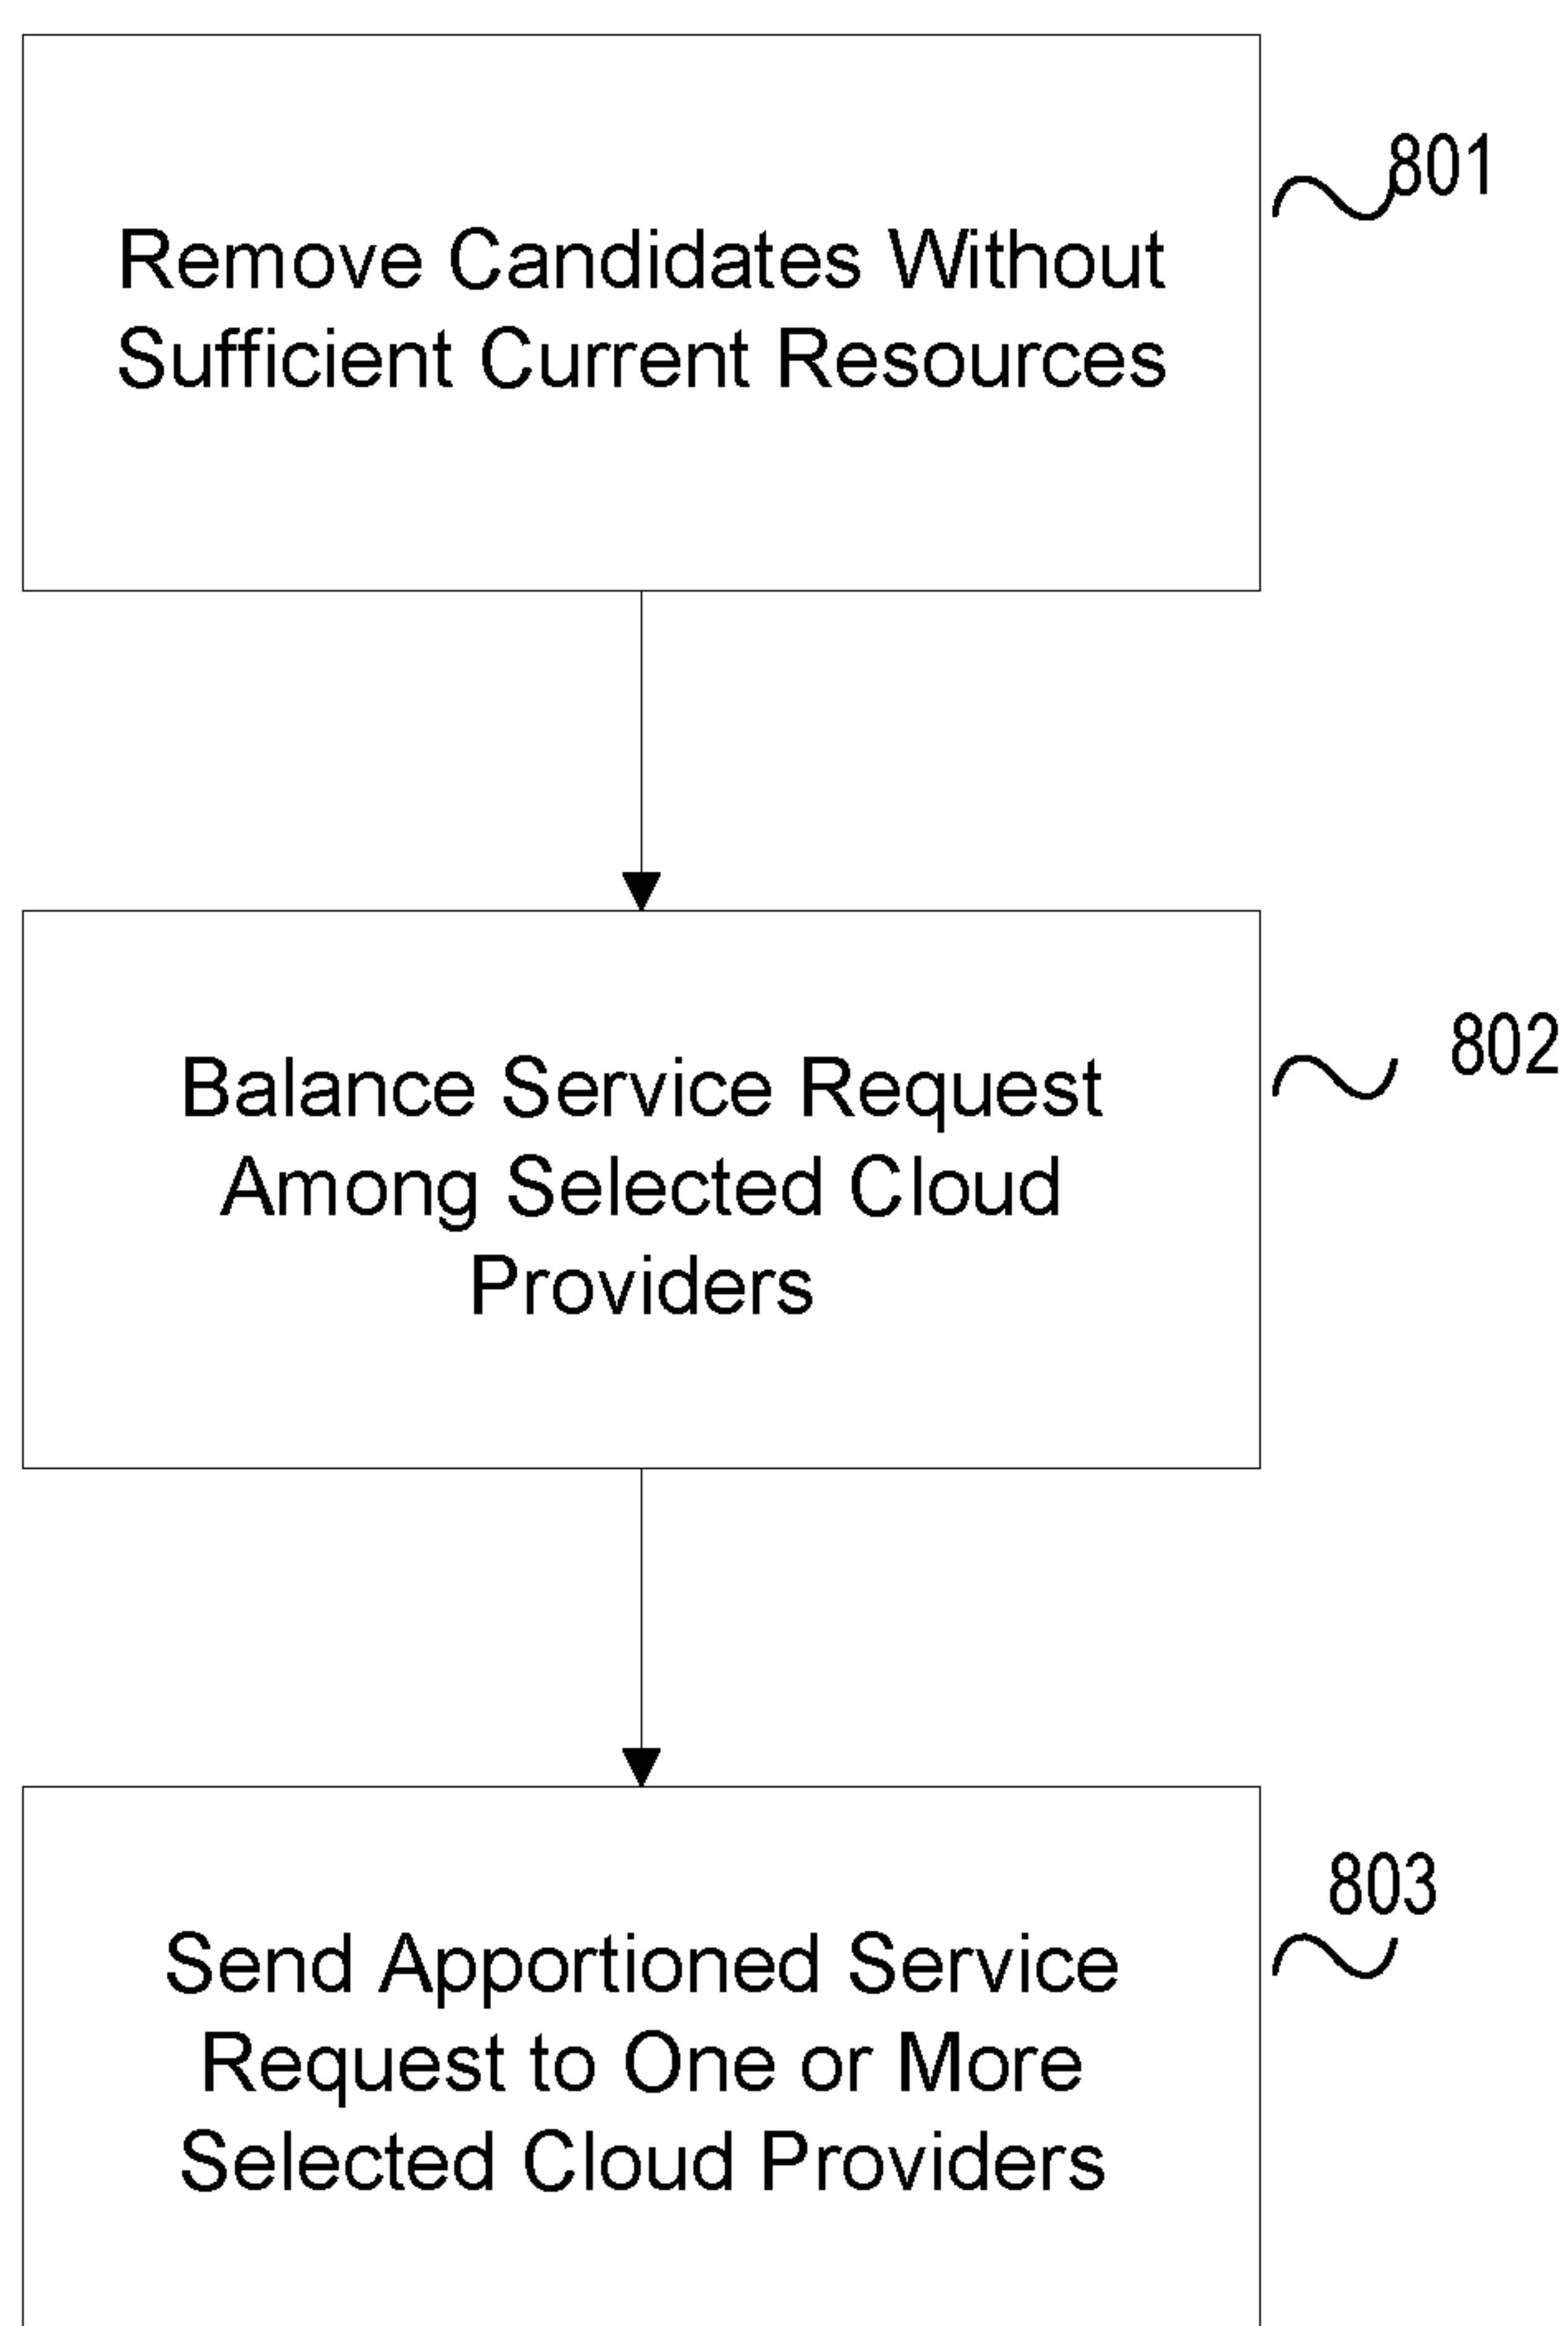 801
Remove Candidates Without
Sufficient Current Resources
802
Balance Service Request
Among Selected Cloud
Providers
803
Send Apportioned Service
Request to One or More
Selected Cloud Providers